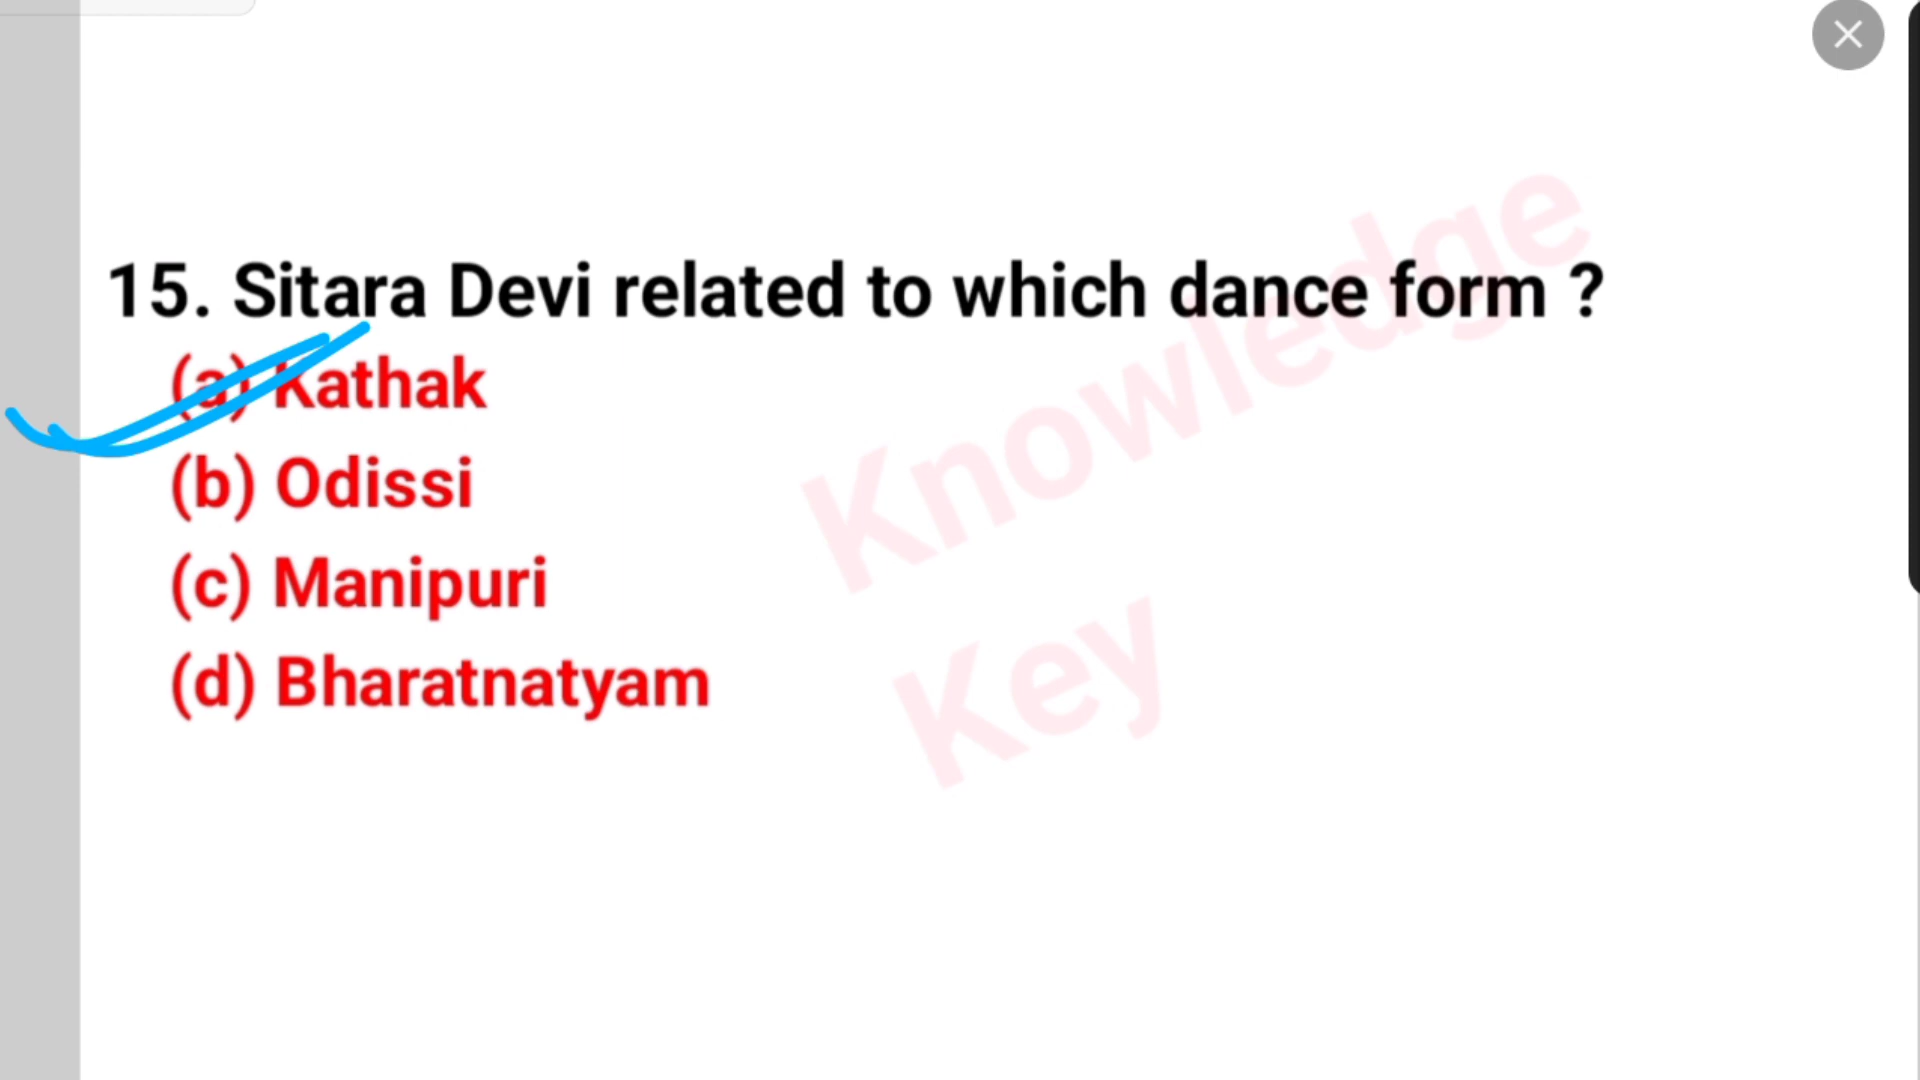 15. Sitara Devi related to which dance form ?
(a) Kathak
(b) Odissi
(c) Manipuri
(d) Bharatnatyam
Knowledge
Key